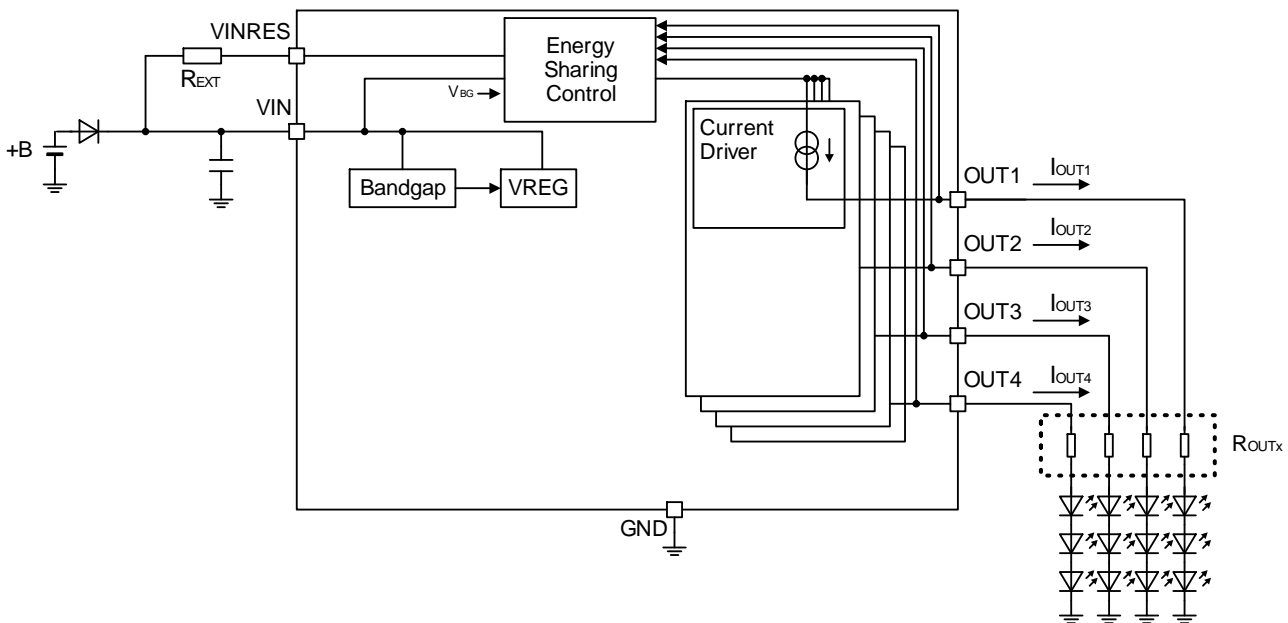 VINRES
REXT
VIN
+B
Energy
Sharing
Control
VBG
Bandgap
VREG
Current
Driver
OUT1
IOUT1
OUT2
IOUT2
OUT3
IOUT3
OUT4
IOUT4
ROUTx
GND